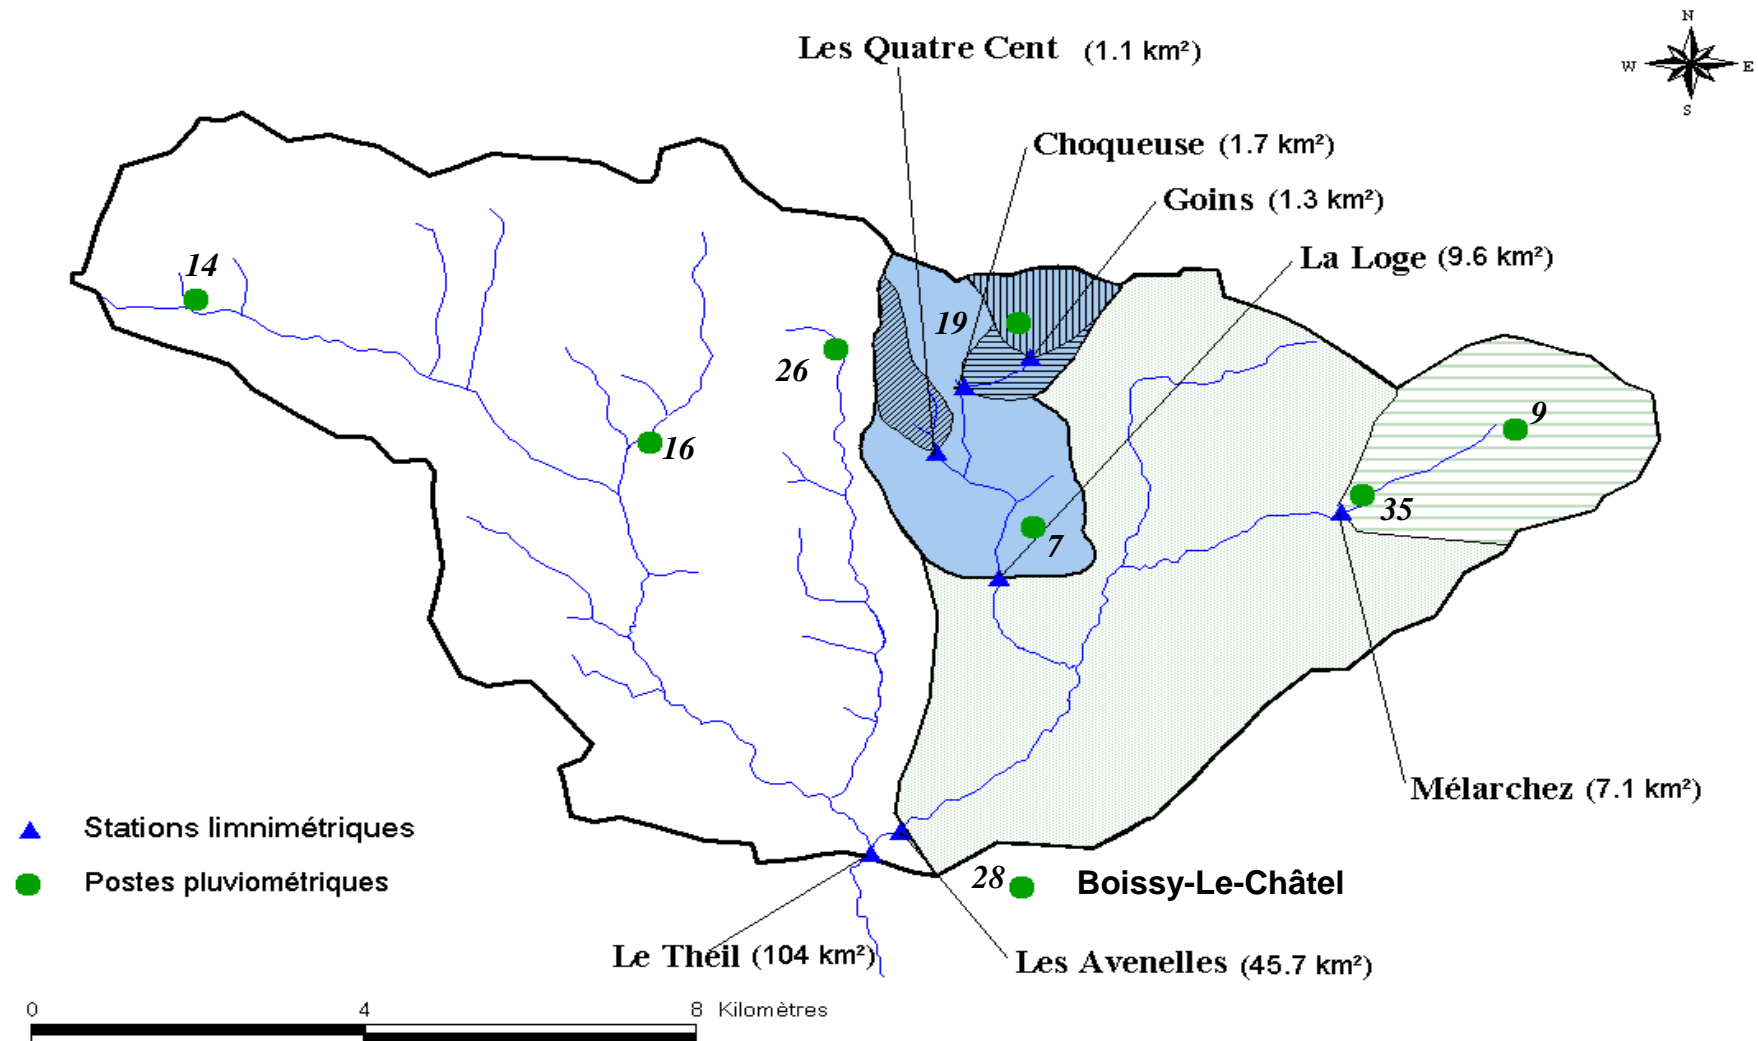 N
W E
S
Les Quatre Cent (1.1 km²)
Choqueuse (1.7 km²)
Goins (1.3 km²)
La Loge (9.6 km²)
14
19
26
16
9
35
7
Mélarchez (7.1 km²)
Stations limnimétriques
Postes pluviométriques
28 Boissy-Le-Châtel
Le Theil (104 km²)
Les Avenelles (45.7 km²)
0 4 8 Kilomètres